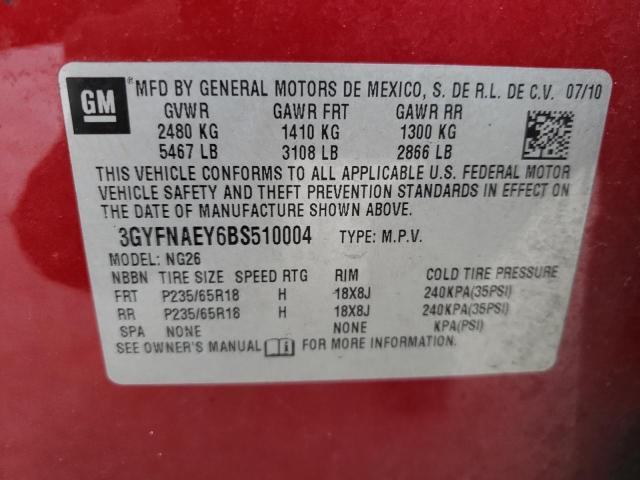 GM ® MFD BY GENERAL MOTORS DE MEXICO, S. DE R.L. DE C.V. 07/10
GVWR GAWR FRT GAWR RR
2480 KG 1410 KG 1300 KG
5467 LB 3108 LB 2866 LB
THIS VEHICLE CONFORMS TO ALL APPLICABLE U.S. FEDERAL MOTOR
VEHICLE SAFETY AND THEFT PREVENTION STANDARDS IN EFFECT ON
THE DATE OF MANUFACTURE SHOWN ABOVE.
3GYFNAEY6BS510004 TYPE: M.P.V.
MODEL: NG26
NBBN TIRE SIZE SPEED RTG RIM COLD TIRE PRESSURE
FRT P235/65R18 H 18X8J 240KPA(35PSI)
RR P235/65R18 H 18X8J 240KPA(35PSI)
SPA NONE NONE KPA(PSI)
SEE OWNER'S MANUAL i FOR MORE INFORMATION.